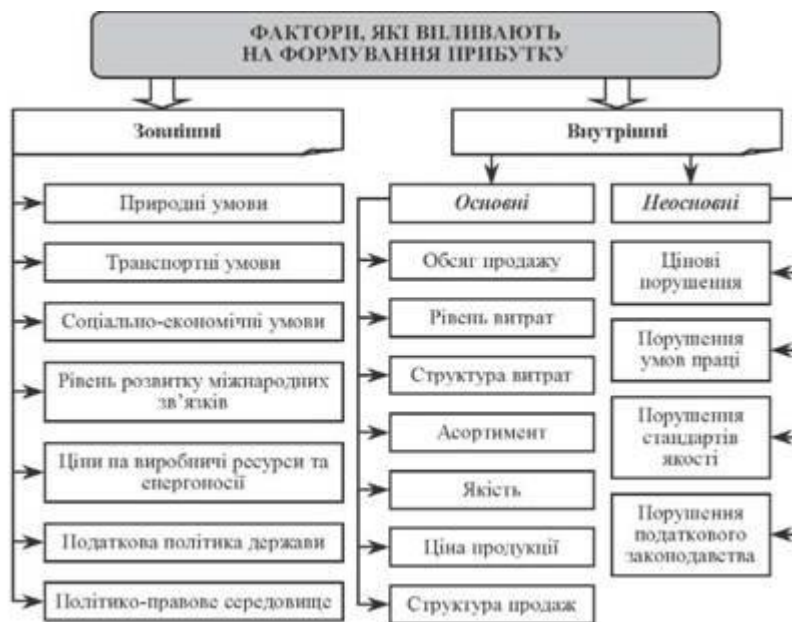 ФАКТОРИ, ЯКІ ВПЛИВАЮТЬ
НА ФОРМУВАННЯ ПРИБУТКУ
Зовнішні
Природні умови
Транспортні умови
Соціально-економічні умови
Рівень розвитку міжнародних
зв’язків
Ціни на виробничі ресурси та
енергоносії
Податкова політика держави
Політико-правове середовище
Внутрішні
Основні
Обсяг продажу
Рівень витрат
Структура витрат
Асортимент
Якість
Ціна продукції
Структура продаж
Неосновні
Цінові
порушення
Порушення
умов праці
Порушення
стандартів
якості
Порушення
податкового
законодавства